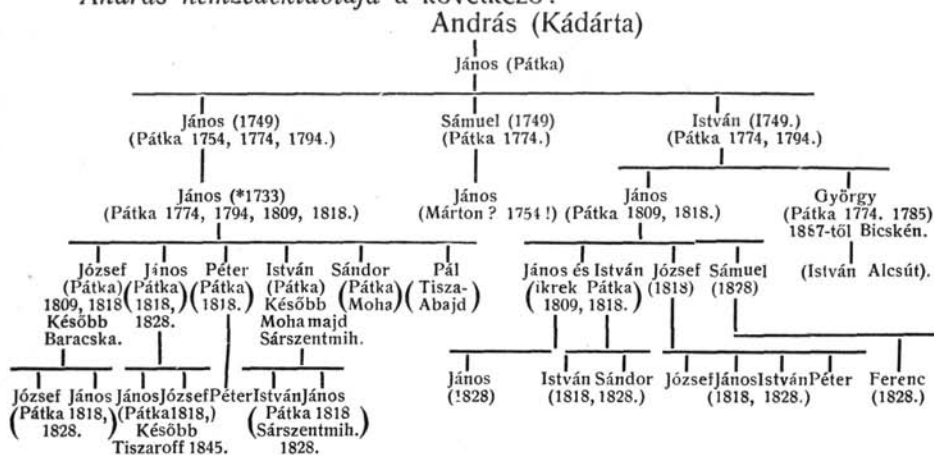 András nemzedéktáblája a következő:
András (Kádárta)
János (Pátka)
János (1749) Sámuel (1749) István (I749.)
(Pátka 1754, 1774, 1794.) (Pátka 1774.) (Pátka 1774, 1794.)
János (*1733) János János György
(Pátka 1774, 1794, 1809, 1818.) (Márton ? 1754 !) (Pátka 1809, 1818.) (Pátka 1774. 1785)
1867-től Bicskén.
József János Péter István Sándor Pál János és István József Sámuel (István Alcsút).
(Pátka) (Pátka) (Pátka (Pátka) (Pátka) (Tisza- (ikrek Pátka) (1818) (1878)
1809, 1818 1818, 1818. Később Moha Abajd) 1809, 1818.
Később 1828. Moha majd
Baracska. Sárszentmih.
József János János József Péter István János János István Sándor József János István Péter Ferenc
(Pátka 1818, (Pátka 1818,) (Pátka 1818 (!828) (1818, 1828.) (1818, 1828.) (1828.)
1828.) Később Sárszentmih.)
Tiszaroff 1845. 1828.